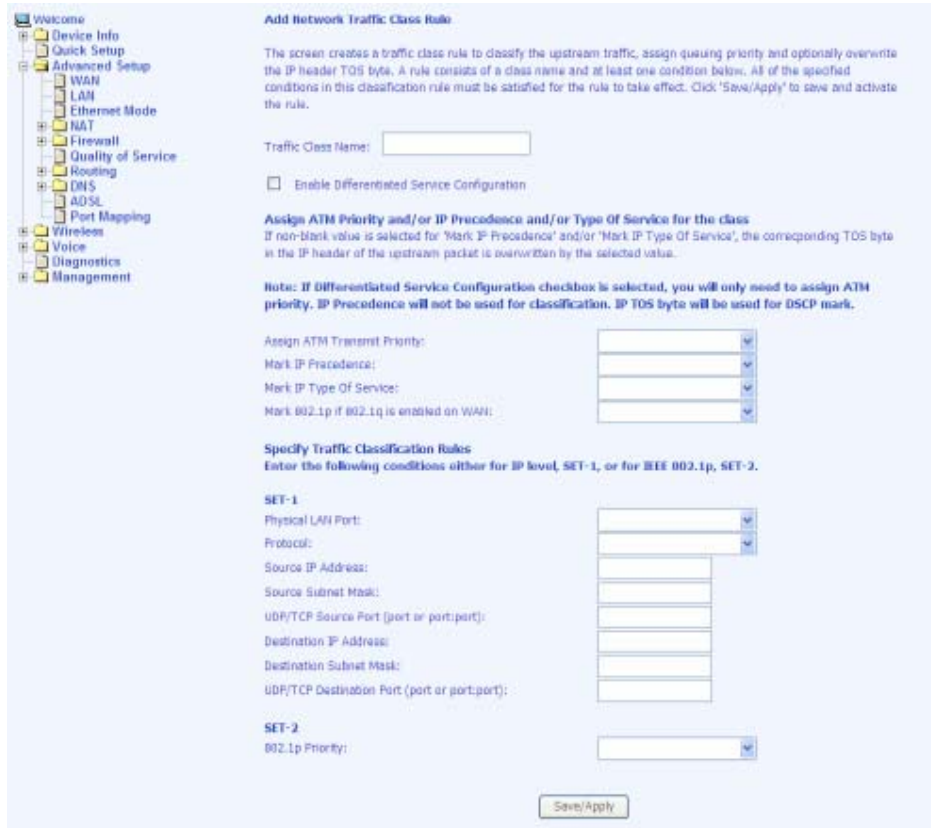 Welcome
Device Info
Quick Setup
Advanced Setup
WAN
LAN
Ethernet Mode
NAT
Firewall
Quality of Service
Routing
DNS
ADSL
Port Mapping
Wireless
Voice
Diagnostics
Management
Add Network Traffic Class Rule
The screen creates a traffic class rule to classify the upstream traffic, assign queuing priority and optionally overwrite
the IP header TOS byte. A rule consists of a class name and at least one condition below. All of the specified
conditions in this classification rule must be satisfied for the rule to take effect. Click 'Save/Apply' to save and activate
the rule.
Traffic Class Name:
Enable Differentiated Service Configuration
Assign ATM Priority and/or IP Precedence and/or Type Of Service for the class
If non-blank value is selected for 'Mark IP Precedence' and/or 'Mark IP Type Of Service', the corresponding TOS byte
in the IP header of the upstream packet is overwritten by the selected value.
Note: If Differentiated Service Configuration checkbox is selected, you will only need to assign ATM
priority. IP Precedence will not be used for classification. IP TOS byte will be used for DSCP mark.
Assign ATM Transmit Priority:
Mark IP Precedence:
Mark IP Type Of Service:
Mark 802.1p if 802.1q is enabled on WAN:
Specify Traffic Classification Rules
Enter the following conditions either for IP level, SET-1, or for IEEE 802.1p, SET-2.
SET-1
Physical LAN Port:
Protocol:
Source IP Address:
Source Subnet Mask:
UDP/TCP Source Port (port or port:port):
Destination IP Address:
Destination Subnet Mask:
UDP/TCP Destination Port (port or port:port):
SET-2
802.1p Priority:
Save/Apply